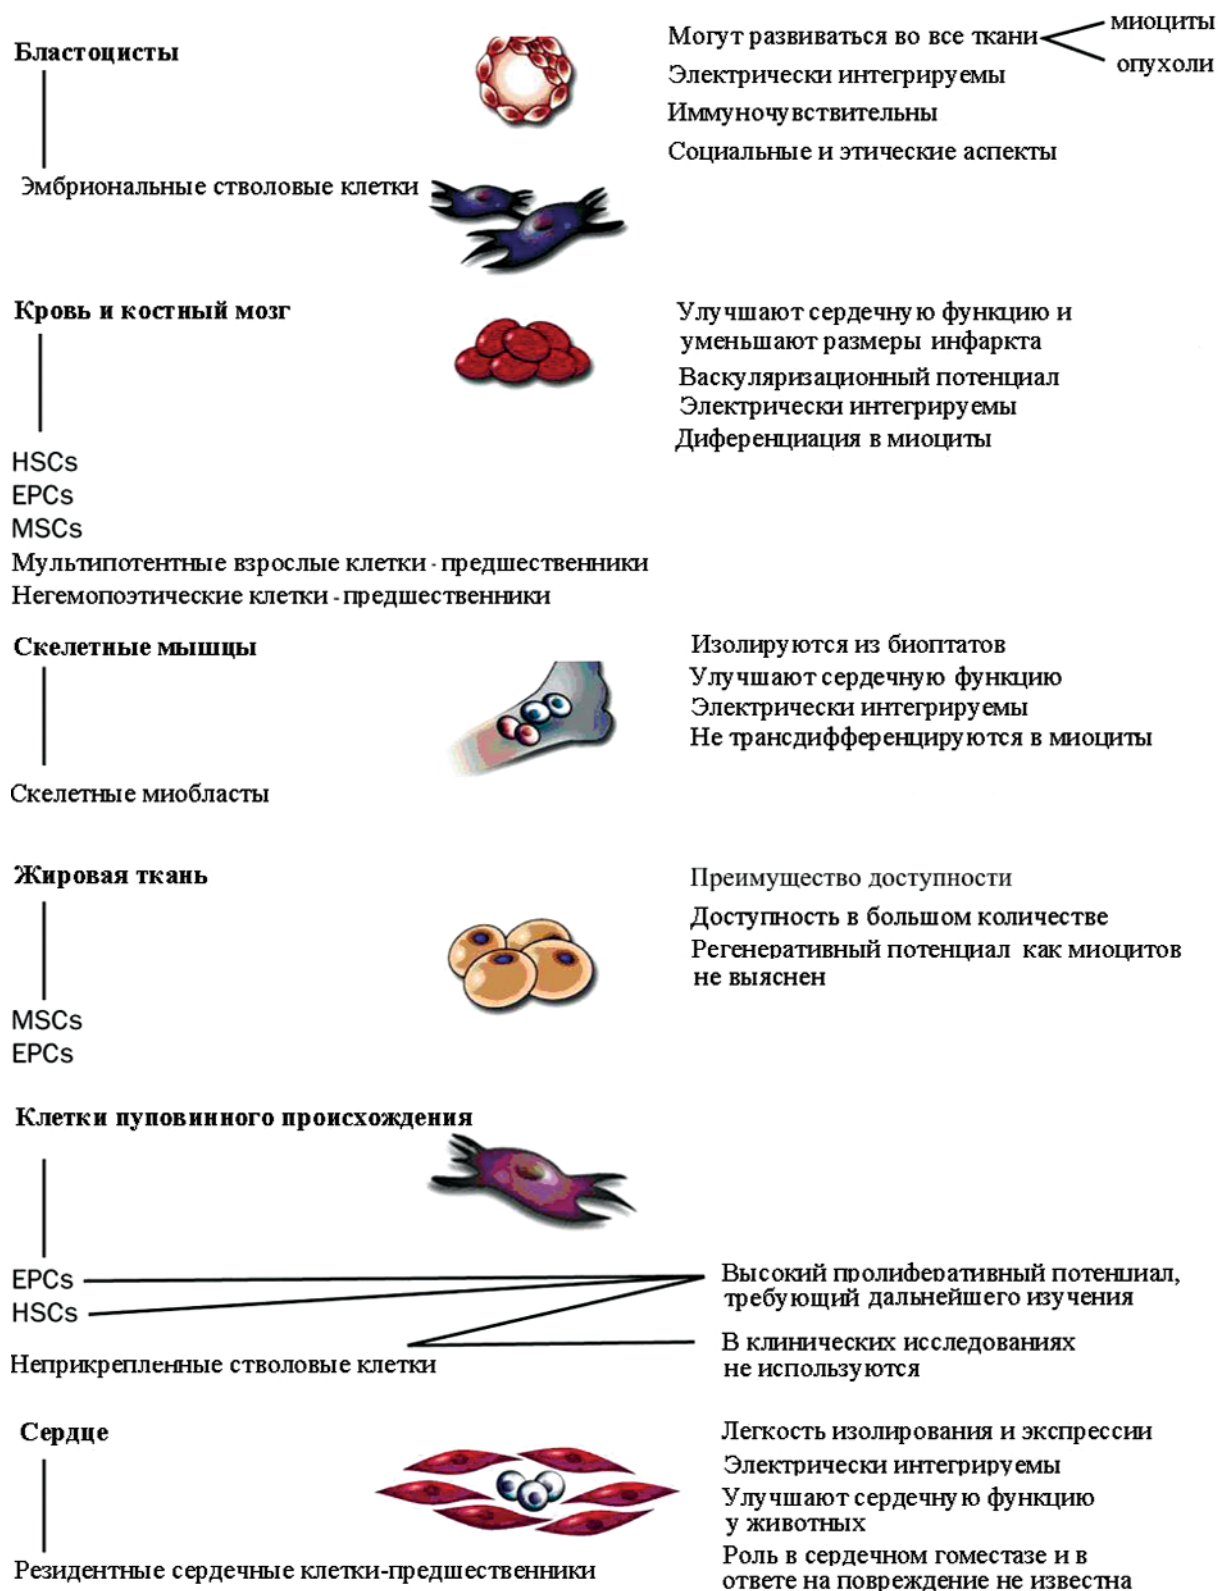 Бластоцисты
Могут развиваться во все ткани
миоциты
опухоли
Электрически интегрируемы
Иммуночувствительны
Социальные и этические аспекты
Эмбриональные стволовые клетки
Кровь и костный мозг
Улучшают сердечную функцию и
уменьшают размеры инфаркта
Васкуляризационный потенциал
Электрически интегрируемы
Диференциация в миоциты
HSCs
EPCs
MSCs
Мультипотентные взрослые клетки - предшественники
Негемопоэтические клетки - предшественники
Скелетные мышцы
Изолируются из биоптатов
Улучшают сердечную функцию
Электрически интегрируемы
Не трансдифференцируются в миоциты
Скелетные миобласты
Жировая ткань
Преимущество доступности
Доступность в большом количестве
Регенеративный потенциал как миоцитов
не выяснен
MSCs
EPCs
Клетки пуповинного происхождения
EPCs
HSCs
Высокий пролиферативный потенциал,
требующий дальнейшего изучения
Неприкрепленные стволовые клетки
В клинических исследованиях
не используются
Сердце
Легкость изолирования и экспрессии
Электрически интегрируемы
Улучшают сердечную функцию
у животных
Роль в сердечном гоместазе и в
ответе на повреждение не известна
Резидентные сердечные клетки-предшественники